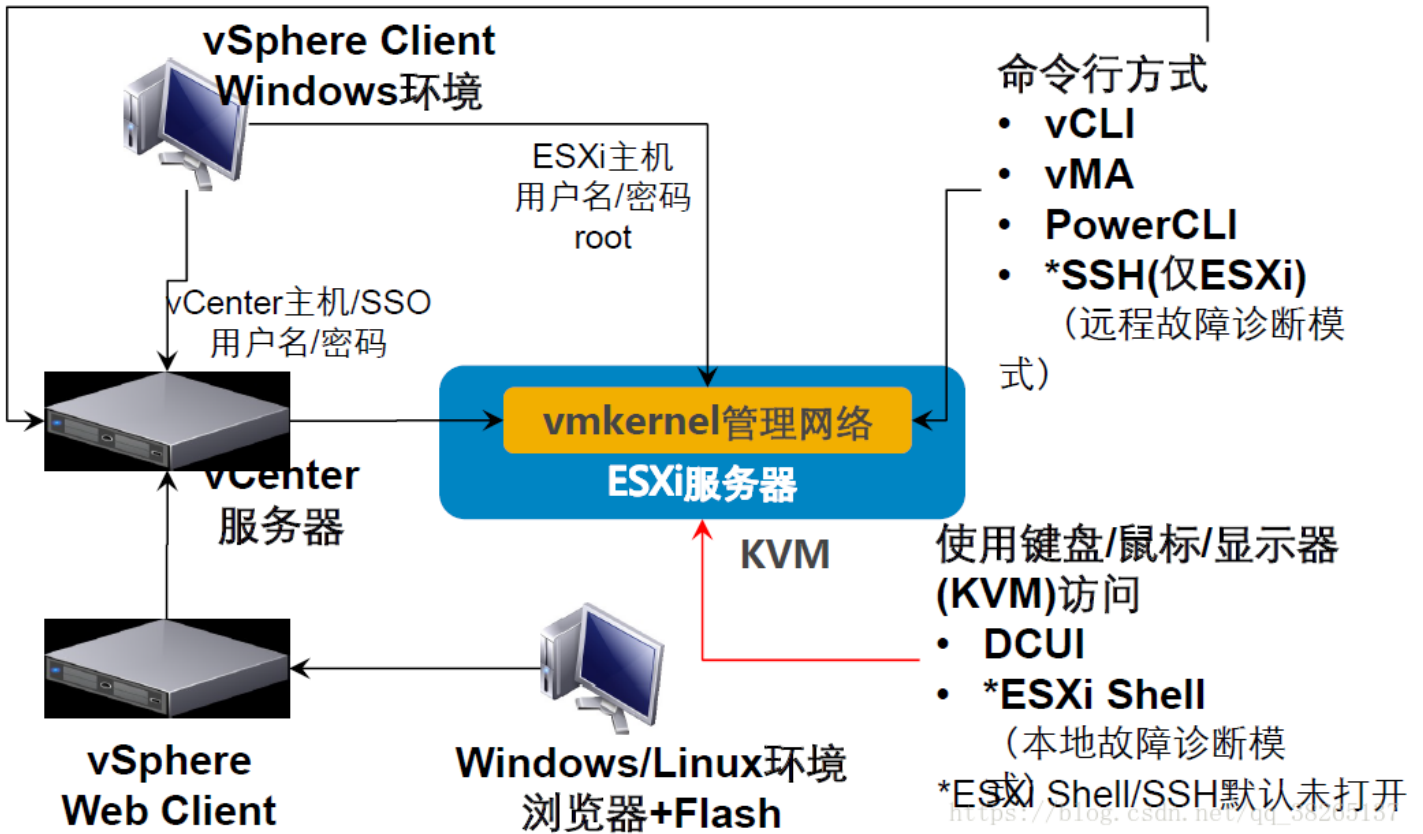 vSphere Client
Windows环境
命令行方式
• vCLI
• vMA
• PowerCLI
• *SSH(仅ESXi)
（远程故障诊断模
式）
ESXi主机
用户名/密码
root
vCenter主机/SSO
用户名/密码
vmkernel管理网络
ESXi服务器
vCenter
服务器
KVM
使用键盘/鼠标/显示器
(KVM)访问
• DCUI
• *ESXi Shell
（本地故障诊断模
式）
*ESXi Shell/SSH默认未打开
vSphere
Web Client
Windows/Linux环境
浏览器+Flash
https://blog.csdn.net/qq_38265137